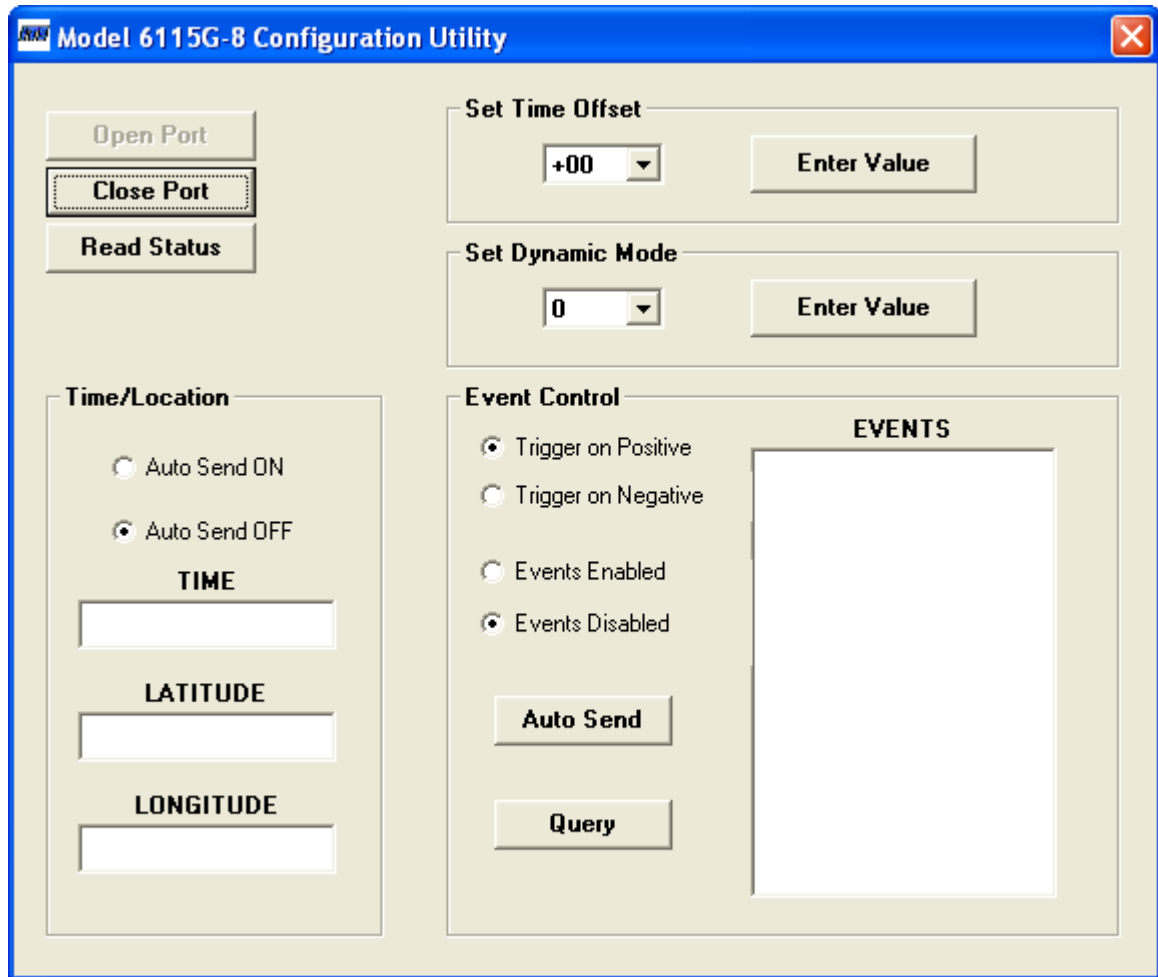 Model 6115G-8 Configuration Utility
Open Port
Close Port
Read Status
Set Time Offset
+00
Enter Value
Set Dynamic Mode
0
Enter Value
Time/Location
Auto Send ON
Auto Send OFF
TIME
LATITUDE
LONGITUDE
Event Control
Trigger on Positive
Trigger on Negative
Events Enabled
Events Disabled
Auto Send
Query
EVENTS